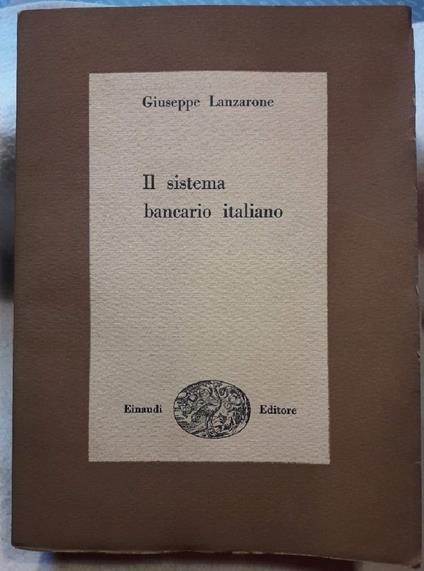 Giuseppe Lanzarone
Il sistema
bancario italiano
Einaudi Editore